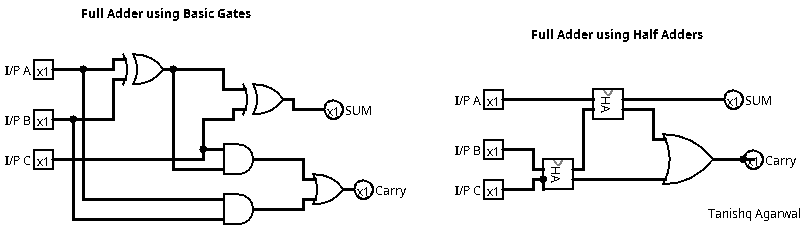 Full Adder using Basic Gates
I/P A x1
I/P B x1
I/P C x1
x1 SUM
x1 Carry
Full Adder using Half Adders
I/P A x1
I/P B x1
I/P C x1
HA
HA
x1 SUM
x1 Carry
Tanishq Agarwal